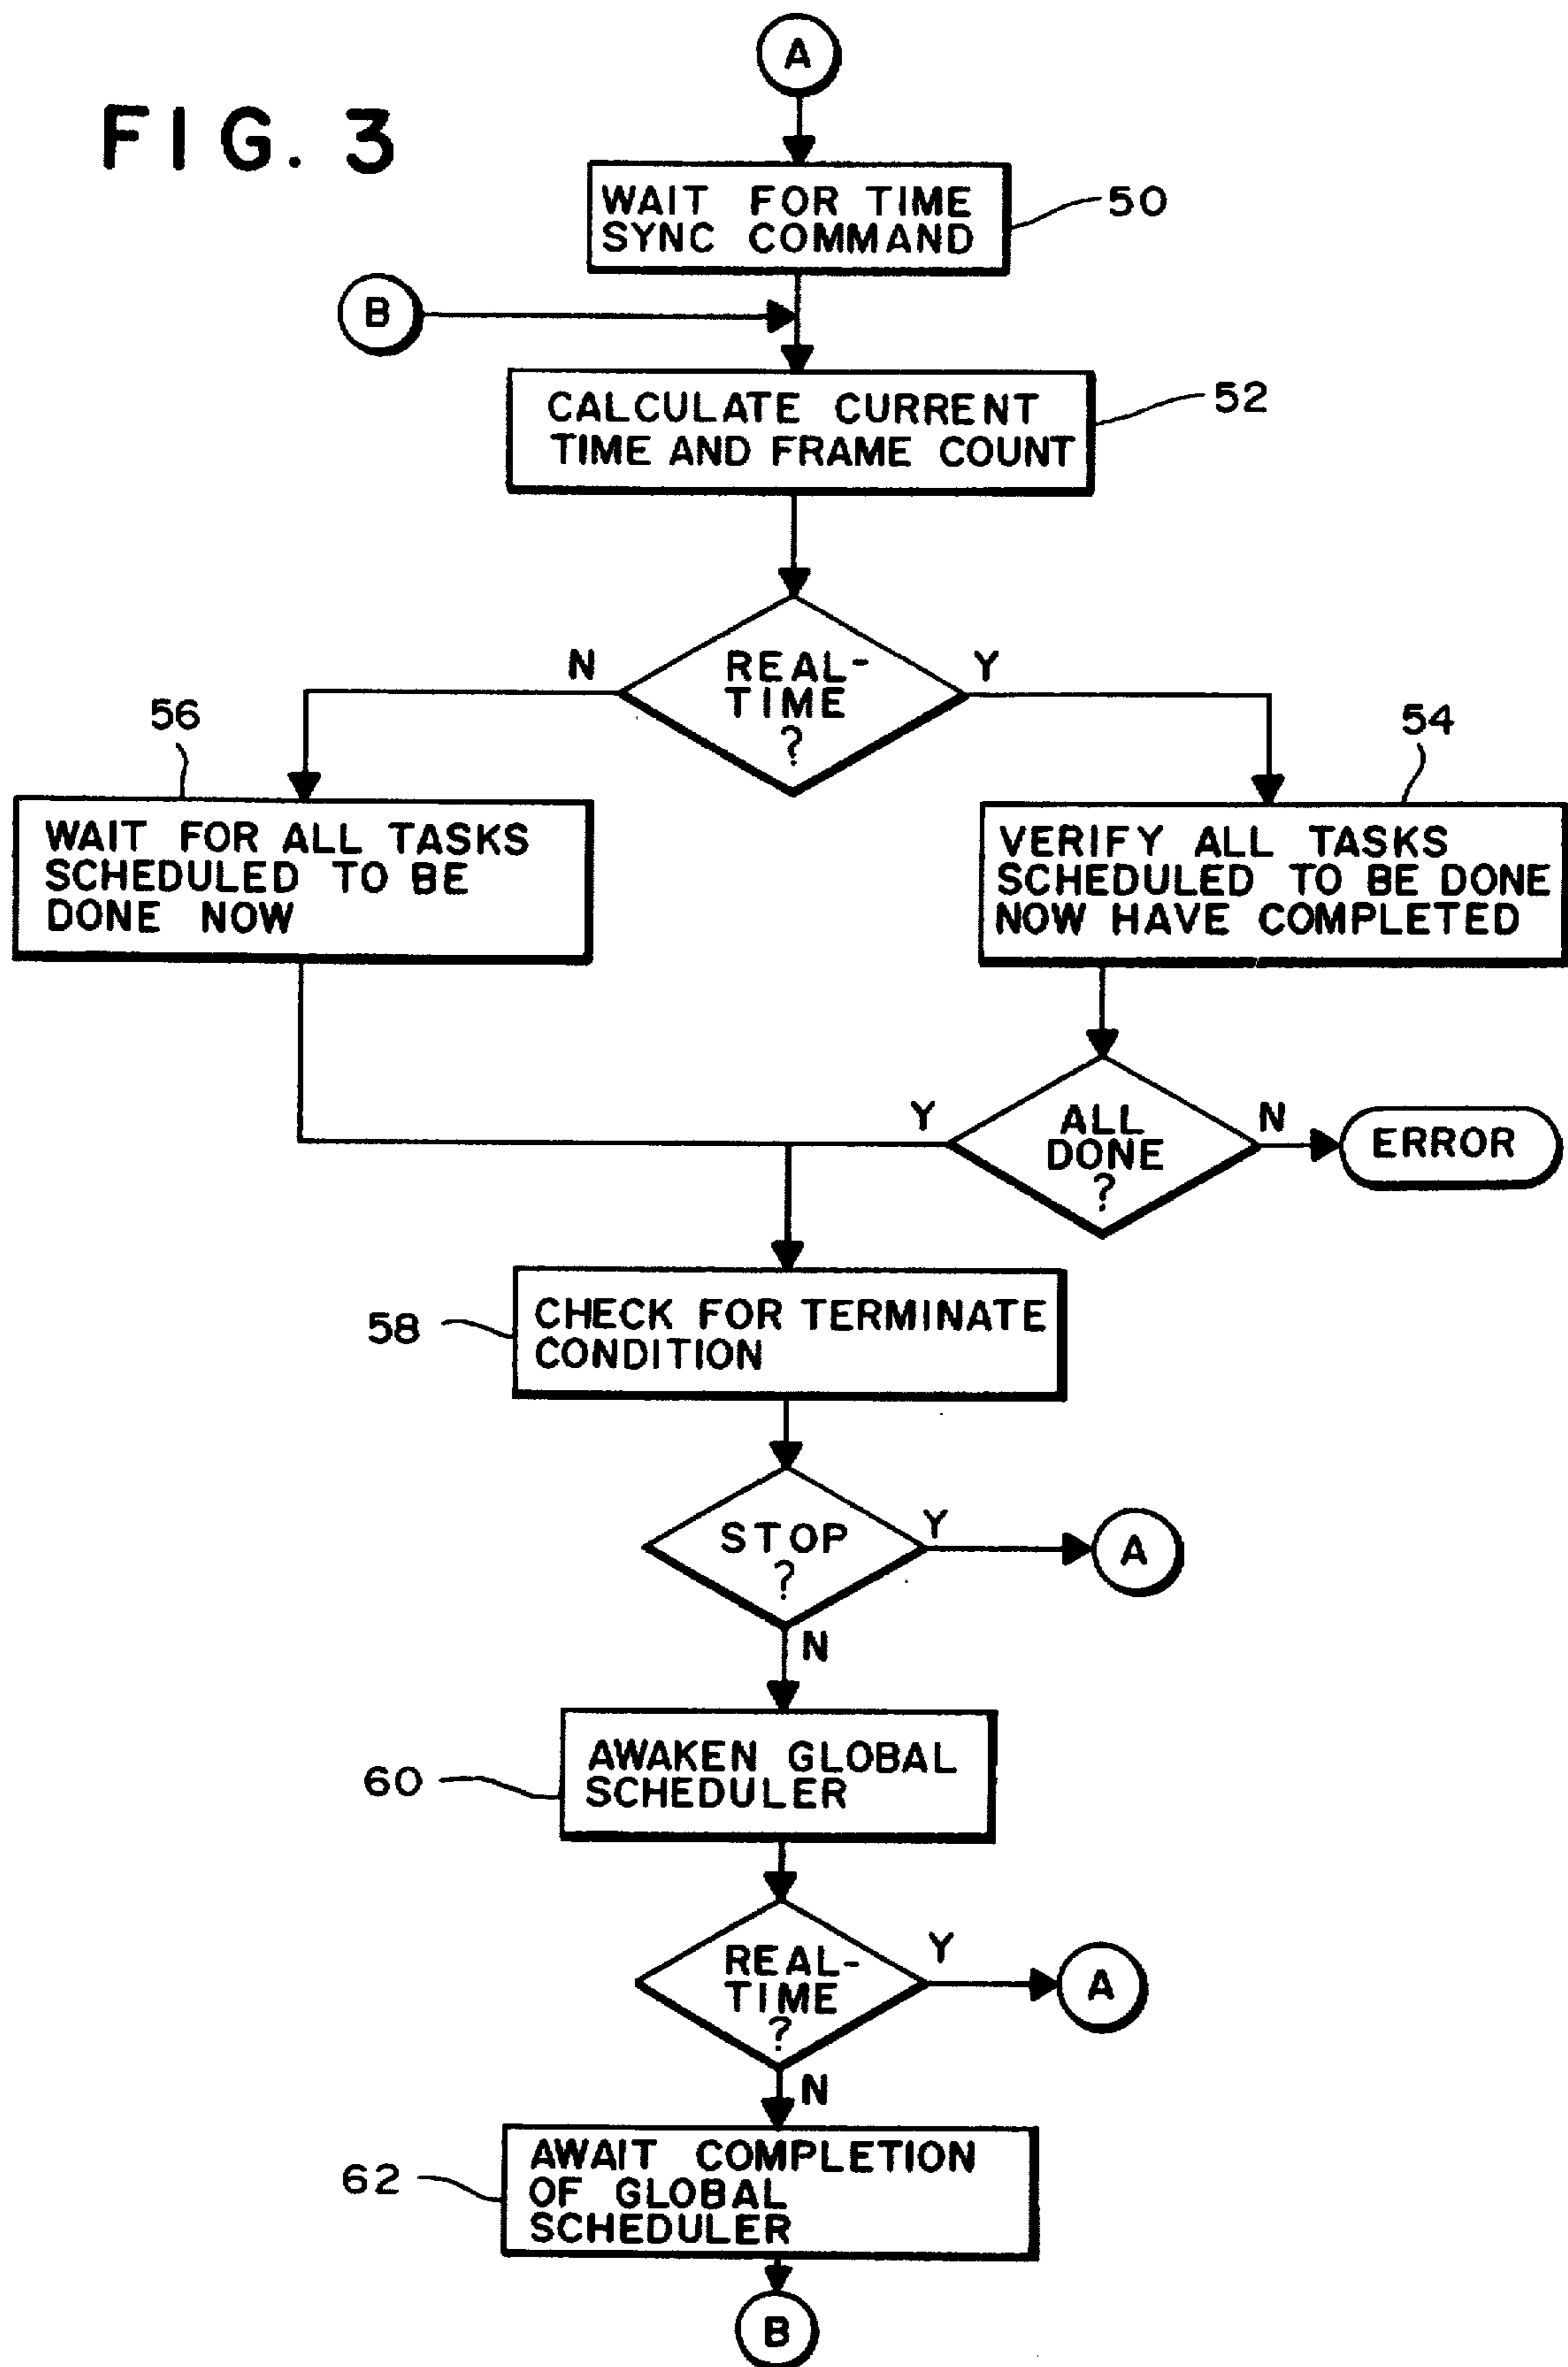 A
FIG. 3
WAIT FOR TIME
SYNC COMMAND
50
B
CALCULATE CURRENT
TIME AND FRAME COUNT
52
N
REAL-
TIME
?
Y
56
54
WAIT FOR ALL TASKS
SCHEDULED TO BE
DONE NOW
VERIFY ALL TASKS
SCHEDULED TO BE DONE
NOW HAVE COMPLETED
Y
ALL
DONE
?
N
ERROR
58
CHECK FOR TERMINATE
CONDITION
STOP
?
Y
A
N
60
AWAKEN GLOBAL
SCHEDULER
REAL-
TIME
?
Y
A
N
62
AWAIT COMPLETION
OF GLOBAL
SCHEDULER
B